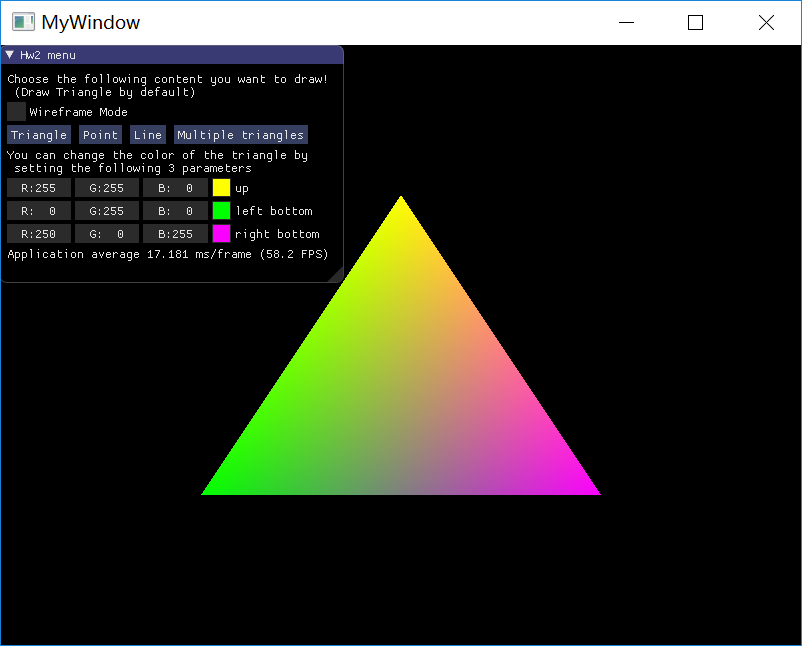 MyWindow
Hw2 menu
Choose the following content you want to draw!
(Draw Triangle by default)
Wireframe Mode
Triangle Point Line Multiple triangles
You can change the color of the triangle by
setting the following 3 parameters
R:255 G:255 B: 0 up
R: 0 G:255 B: 0 left bottom
R:250 G: 0 B:255 right bottom
Application average 17.181 ms/frame (58.2 FPS)